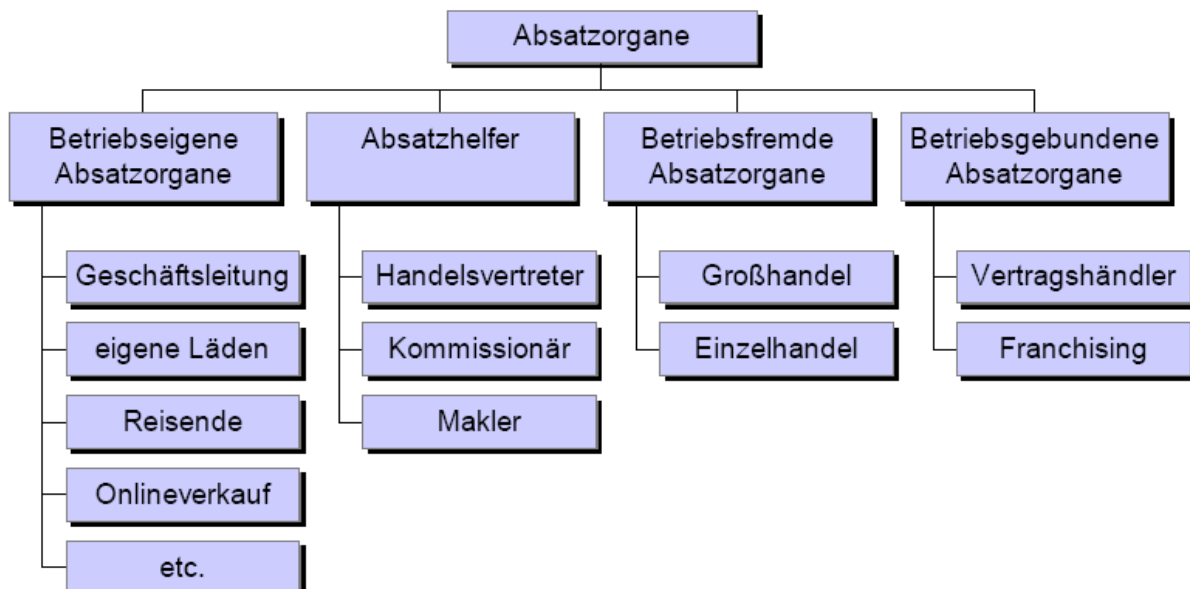 Absatzorgane
Betriebseigene
Absatzorgane
Absatzhelfer
Betriebsfremde
Absatzorgane
Betriebsgebundene
Absatzorgane
Geschäftsleitung
eigene Läden
Reisende
Onlineverkauf
etc.
Handelsvertreter
Kommissionär
Makler
Großhandel
Einzelhandel
Vertragshändler
Franchising